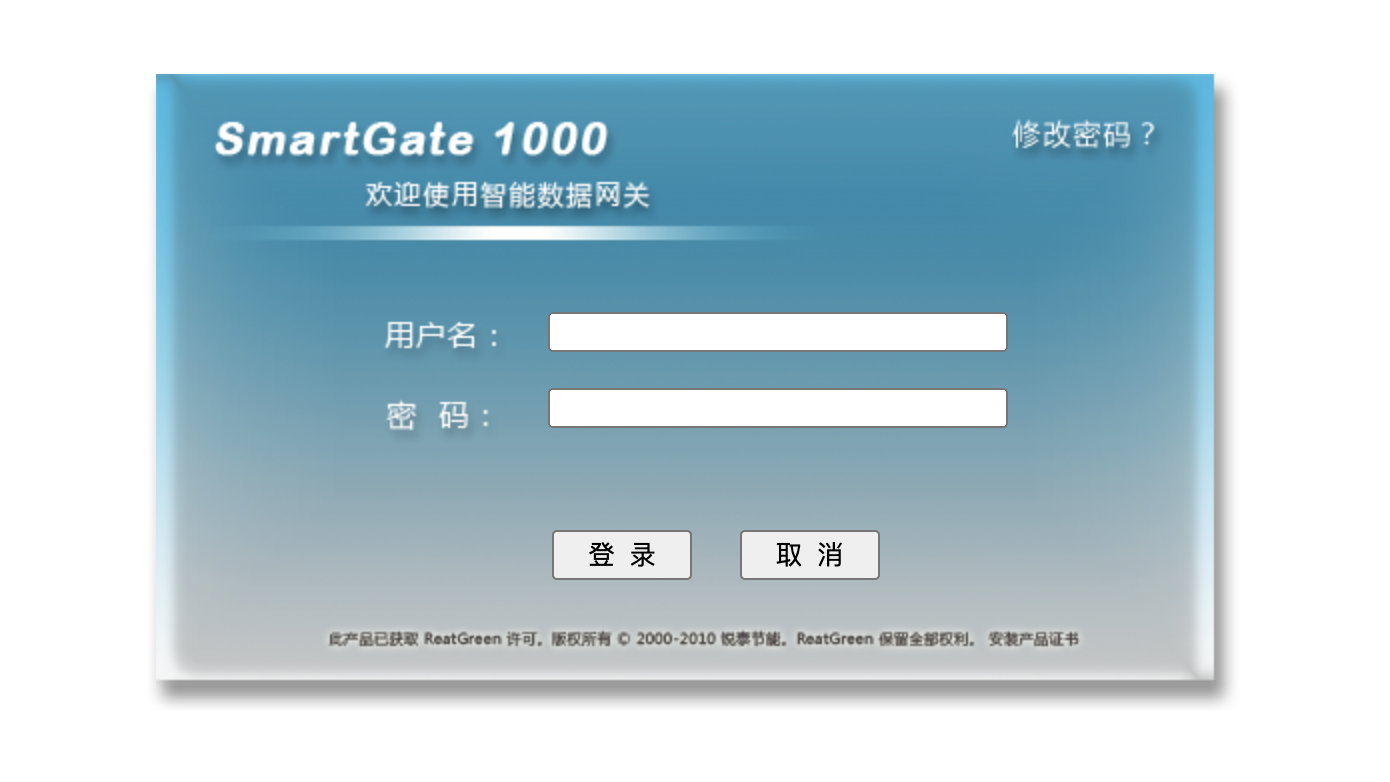 SmartGate 1000
修改密码？
欢迎使用智能数据网关
用户名：
密 码：
登 录 取 消
此产品已获取 ReatGreen 许可。版权所有 © 2000-2010 锐泰节能。ReatGreen 保留全部权利。 安装产品证书